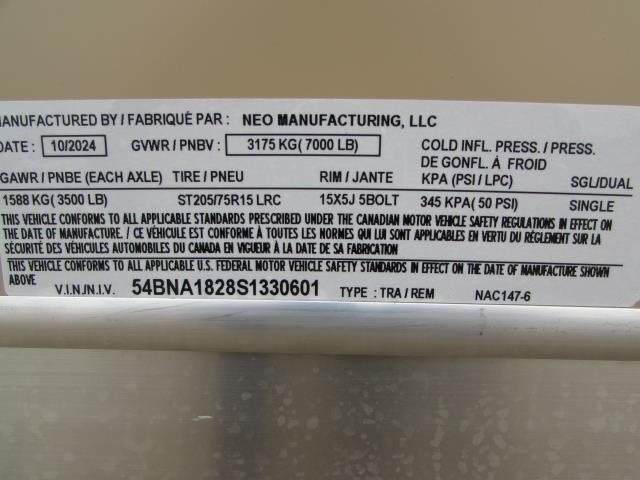 MANUFACTURED BY / FABRIQUÉ PAR : NEO MANUFACTURING, LLC
DATE : 10/2024 GVWR / PNBV : 3175 KG( 7000 LB) COLD INFL. PRESS. / PRESS. DE GONFL. À FROID
GAWR / PNBE (EACH AXLE) TIRE / PNEU RIM / JANTE KPA (PSI / LPC) SGL/DUAL
1588 KG( 3500 LB) ST205/75R15 LRC 15X5J 5BOLT 345 KPA( 50 PSI) SINGLE
THIS VEHICLE CONFORMS TO ALL APPLICABLE STANDARDS PRESCRIBED UNDER THE CANADIAN MOTOR VEHICLE SAFETY REGULATIONS IN EFFECT ON
THE DATE OF MANUFACTURE. / CE VÉHICULE EST CONFORME À TOUTES LES NORMES QUI LUI SONT APPLICABLES EN VERTU DU RÈGLEMENT SUR LA
SÉCURITÉ DES VÉHICULES AUTOMOBILES DU CANADA EN VIGUEUR À LA DATE DE SA FABRICATION
THIS VEHICLE CONFORMS TO ALL APPLICABLE U.S. FEDERAL MOTOR VEHICLE SAFETY STANDARDS IN EFFECT ON THE DATE OF MANUFACTURE SHOWN
ABOVE
V.I.N./N.I.V. 54BNA1828S1330601 TYPE : TRA / REM NAC147-6